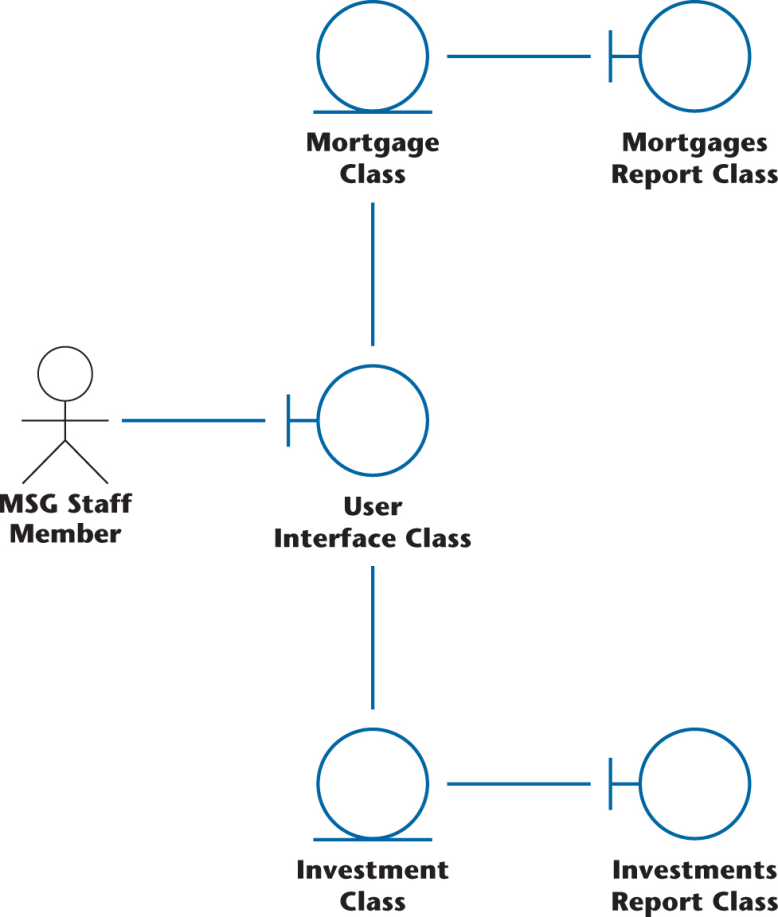 Mortgage
Class
Mortgages
Report Class
MSG Staff
Member
User
Interface Class
Investment
Class
Investments
Report Class